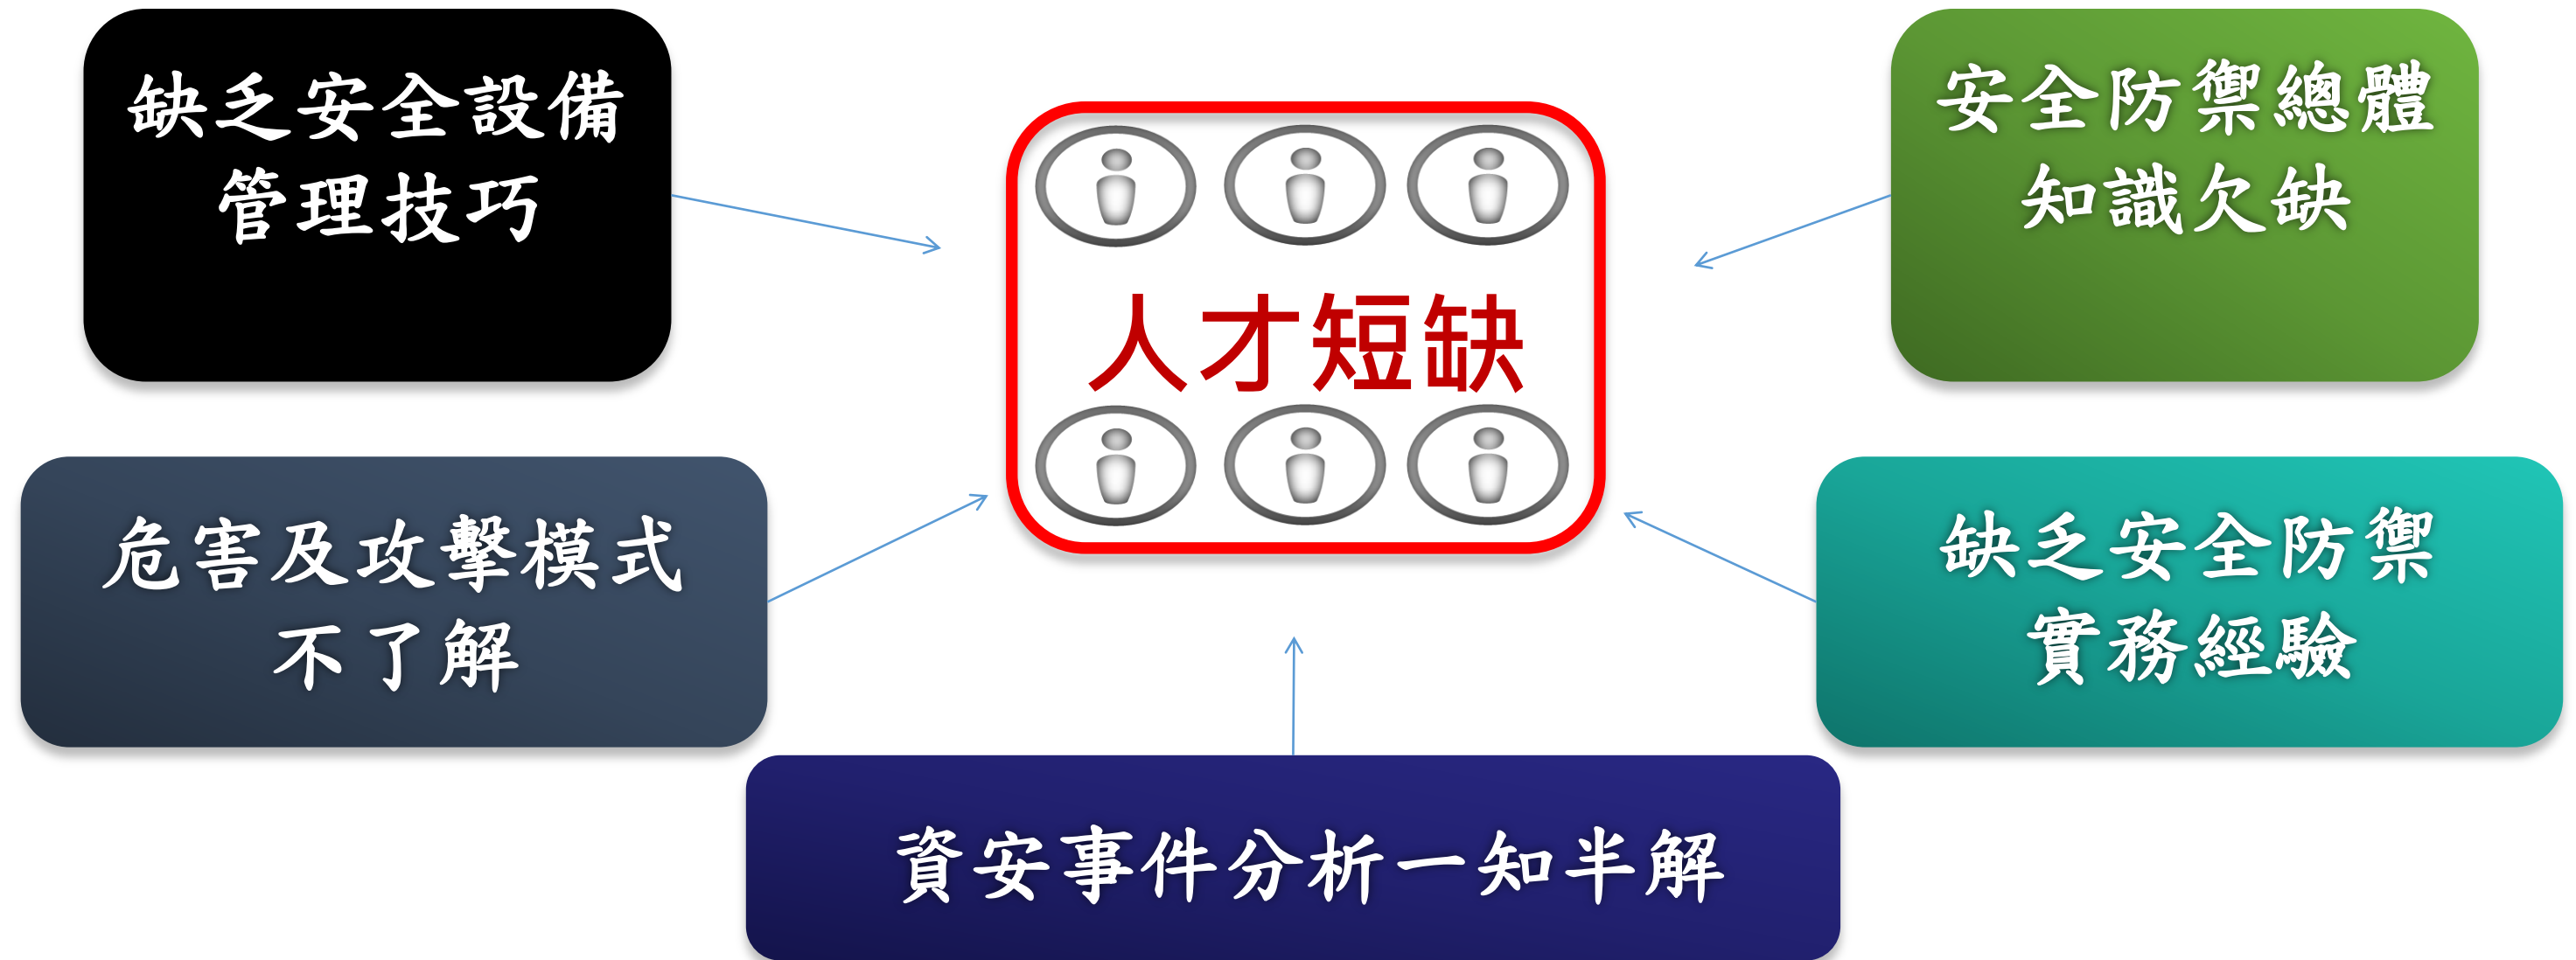 缺乏安全設備
管理技巧
安全防禦總體
知識欠缺
人才短缺
危害及攻擊模式
不了解
缺乏安全防禦
實務經驗
資安事件分析一知半解